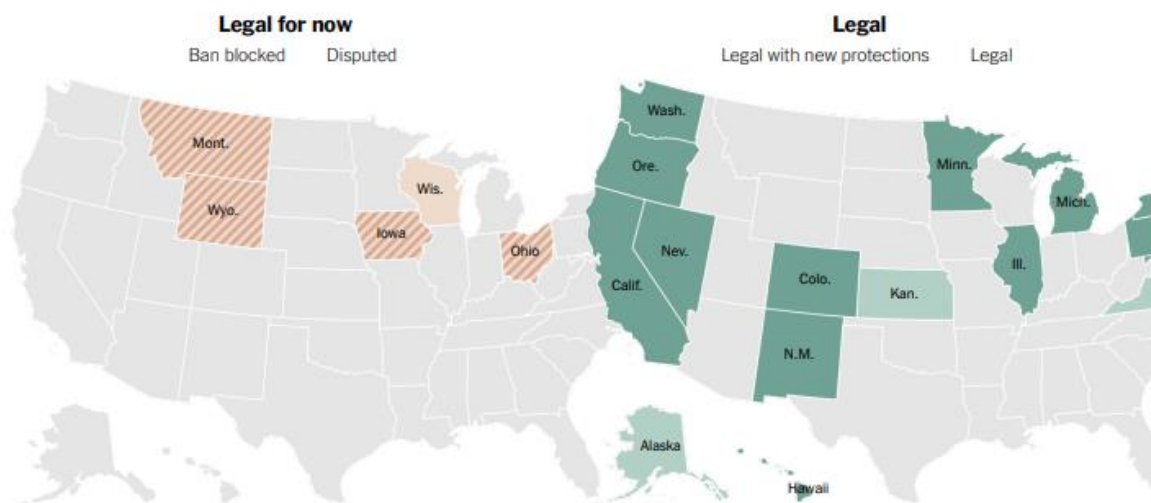 Legal for now
Ban blocked Disputed
Mont.
Wyo.
Wis.
Iowa
Ohio
Legal
Legal with new protections Legal
Wash.
Ore.
Minn.
Micn.
Nev.
Calif.
Colo.
Kan.
Ill.
N.M.
Alaska
Hawaii